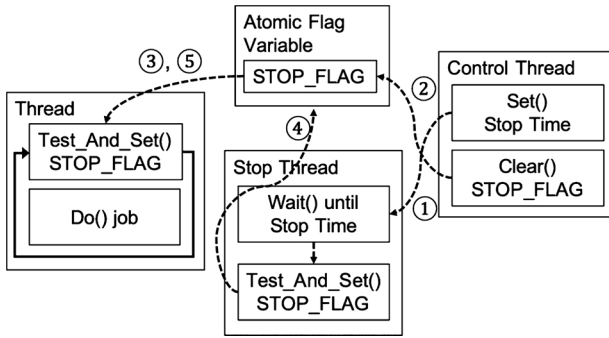 Atomic Flag
Variable
STOP_FLAG
③, ⑤
②
Control Thread
Set()
Stop Time
Clear()
STOP_FLAG
Thread
Test_And_Set()
STOP_FLAG
Do() job
④
Stop Thread
Wait() until
Stop Time
①
Test_And_Set()
STOP_FLAG